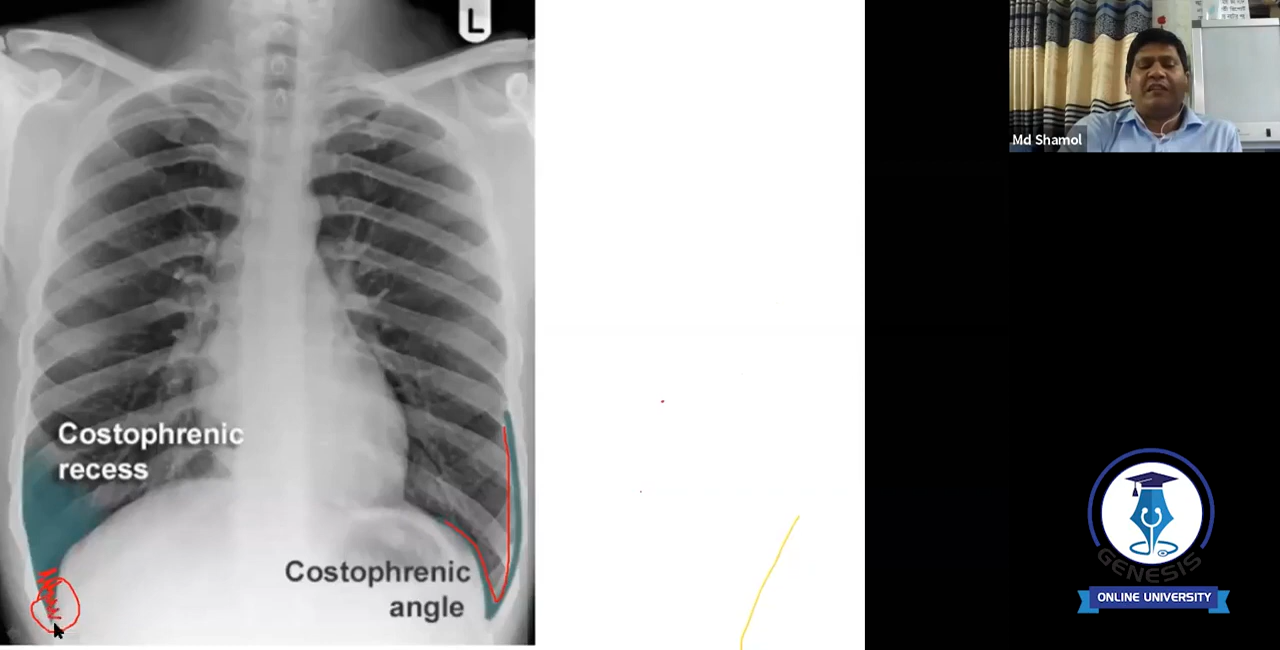 L
Costophrenic
recess
Costophrenic
angle
Md Shamol
GENESIS
ONLINE UNIVERSITY